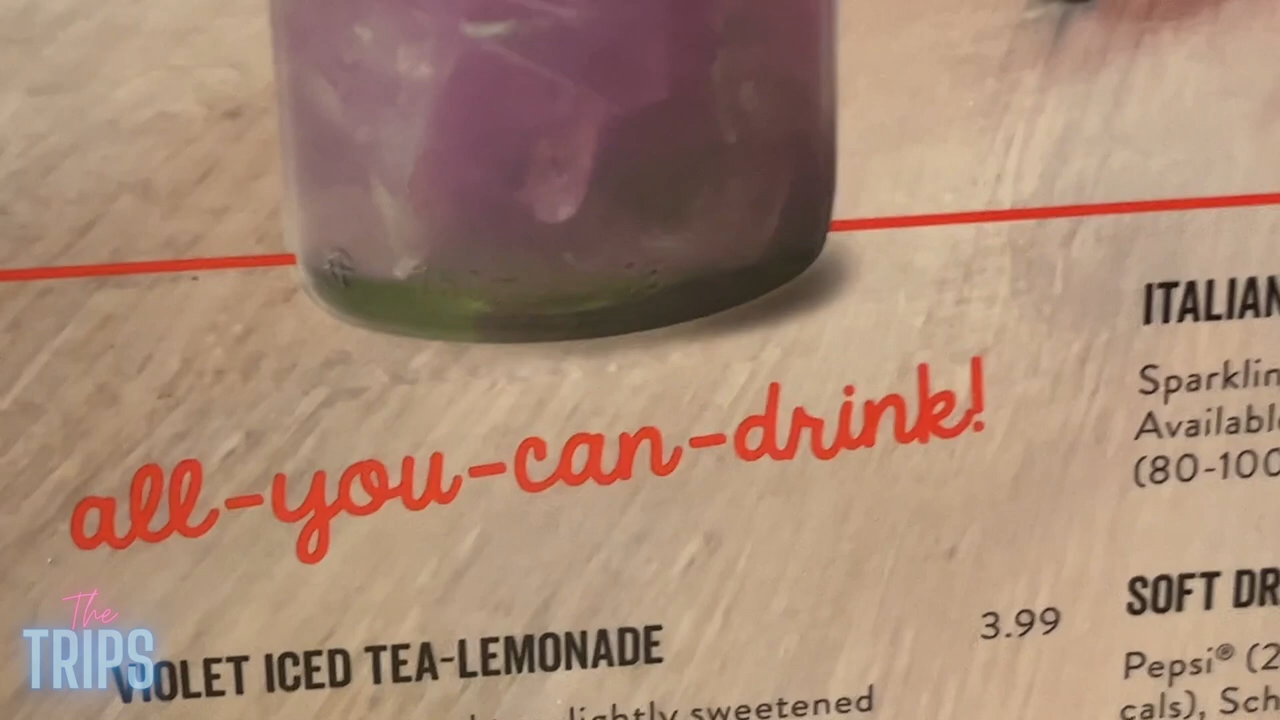 all-you-can-drink!
VIOLET ICED TEA-LEMONADE 3.99
lightly sweetened
ITALIAN
Sparklin
Availabl
(80-100
SOFT DR
Pepsi® (2
cals), Sch
The
TRIPS